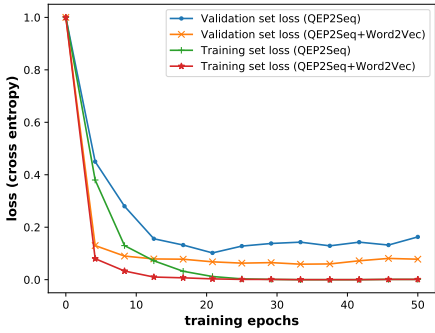 Validation set loss (QEP2Seq)
Validation set loss (QEP2Seq+Word2Vec)
Training set loss (QEP2Seq)
Training set loss (QEP2Seq+Word2Vec)
loss (cross entropy)
1.0
0.8
0.6
0.4
0.2
0.0
0 10 20 30 40 50
training epochs